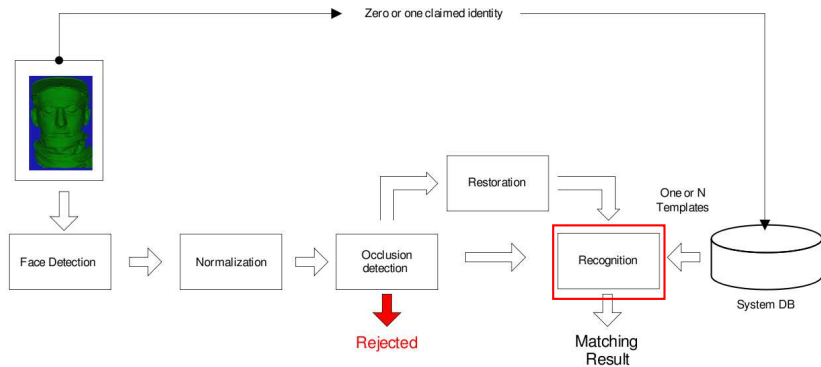 Zero or one claimed identity
Restoration
One or N
Templates
Face Detection
Normalization
Occlusion
detection
Recognition
System DB
Rejected
Matching
Result